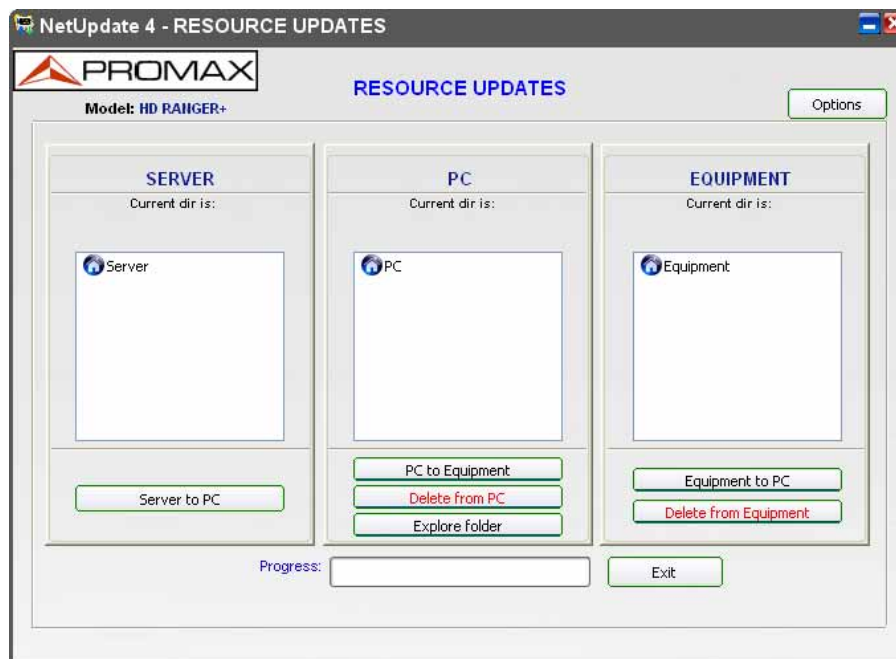 NetUpdate 4 - RESOURCE UPDATES
PROMAX
RESOURCE UPDATES
Model: HD RANGER+
Options
SERVER
Current dir is:
Server
Server to PC
PC
Current dir is:
PC
PC to Equipment
Delete from PC
Explore folder
EQUIPMENT
Current dir is:
Equipment
Equipment to PC
Delete from Equipment
Progress:
Exit